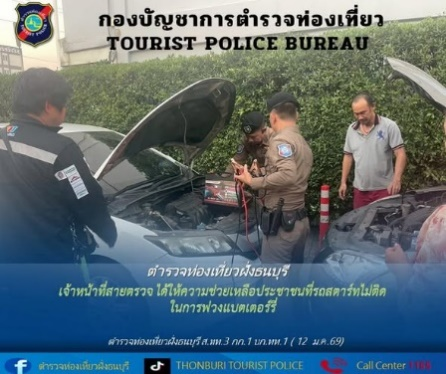 กองบัญชาการตำรวจท่องเที่ยว
TOURIST POLICE BUREAU
ตำรวจท่องเที่ยวฝั่งธนบุรี
เจ้าหน้าที่สายตรวจ ได้ให้ความช่วยเหลือประชาชนที่รถสตาร์ทไม่ติด
ในการพ่วงแบตเตอร์รี่
ตำรวจท่องเที่ยวฝั่งธนบุรี ส.ทท.3 กก.1 บก.ทท.1 ( 12 ม.ค.69)
ตำรวจท่องเที่ยวฝั่งธนบุรี THONBURI TOURIST POLICE Call Center 1155